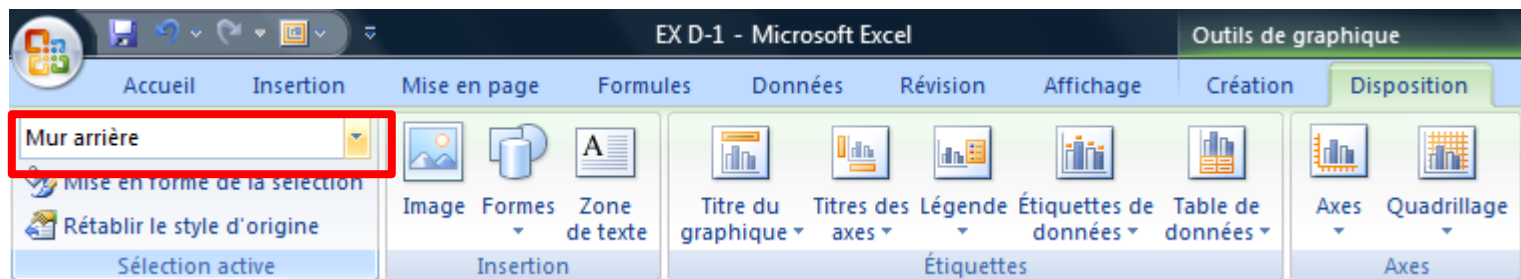 EX D-1 - Microsoft Excel
Outils de graphique
Accueil Insertion Mise en page Formules Données Révision Affichage Création Disposition
Mur arrière
Mise en forme de la sélection
Rétablir le style d'origine
Sélection active
Image Formes Zone de texte
Insertion
Titre du graphique Titres des axes Légende Étiquettes de données Table de données
Étiquettes
Axes Quadrillage
Axes